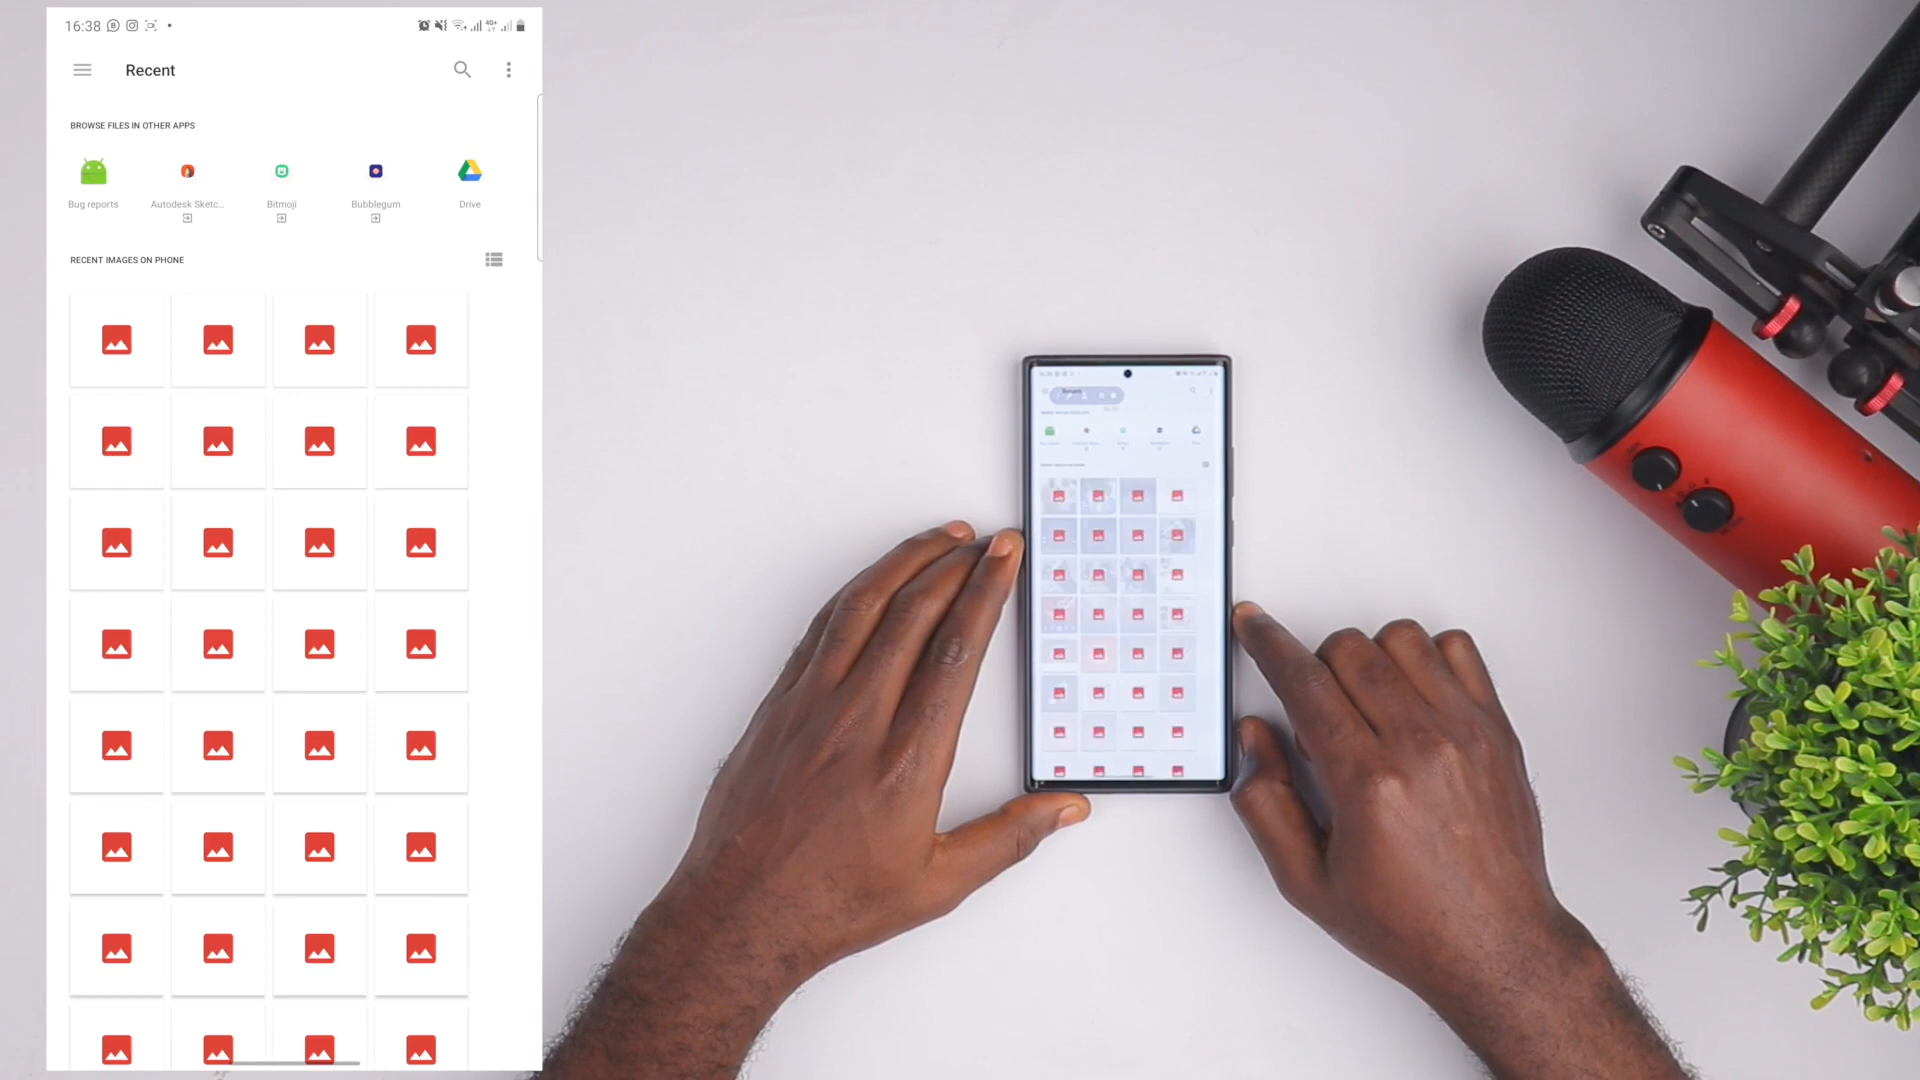 16:38
4G+
Recent
BROWSE FILES IN OTHER APPS
Bug reports
Autodesk Sketc...
Bitmoji
Bubblegum
Drive
RECENT IMAGES ON PHONE